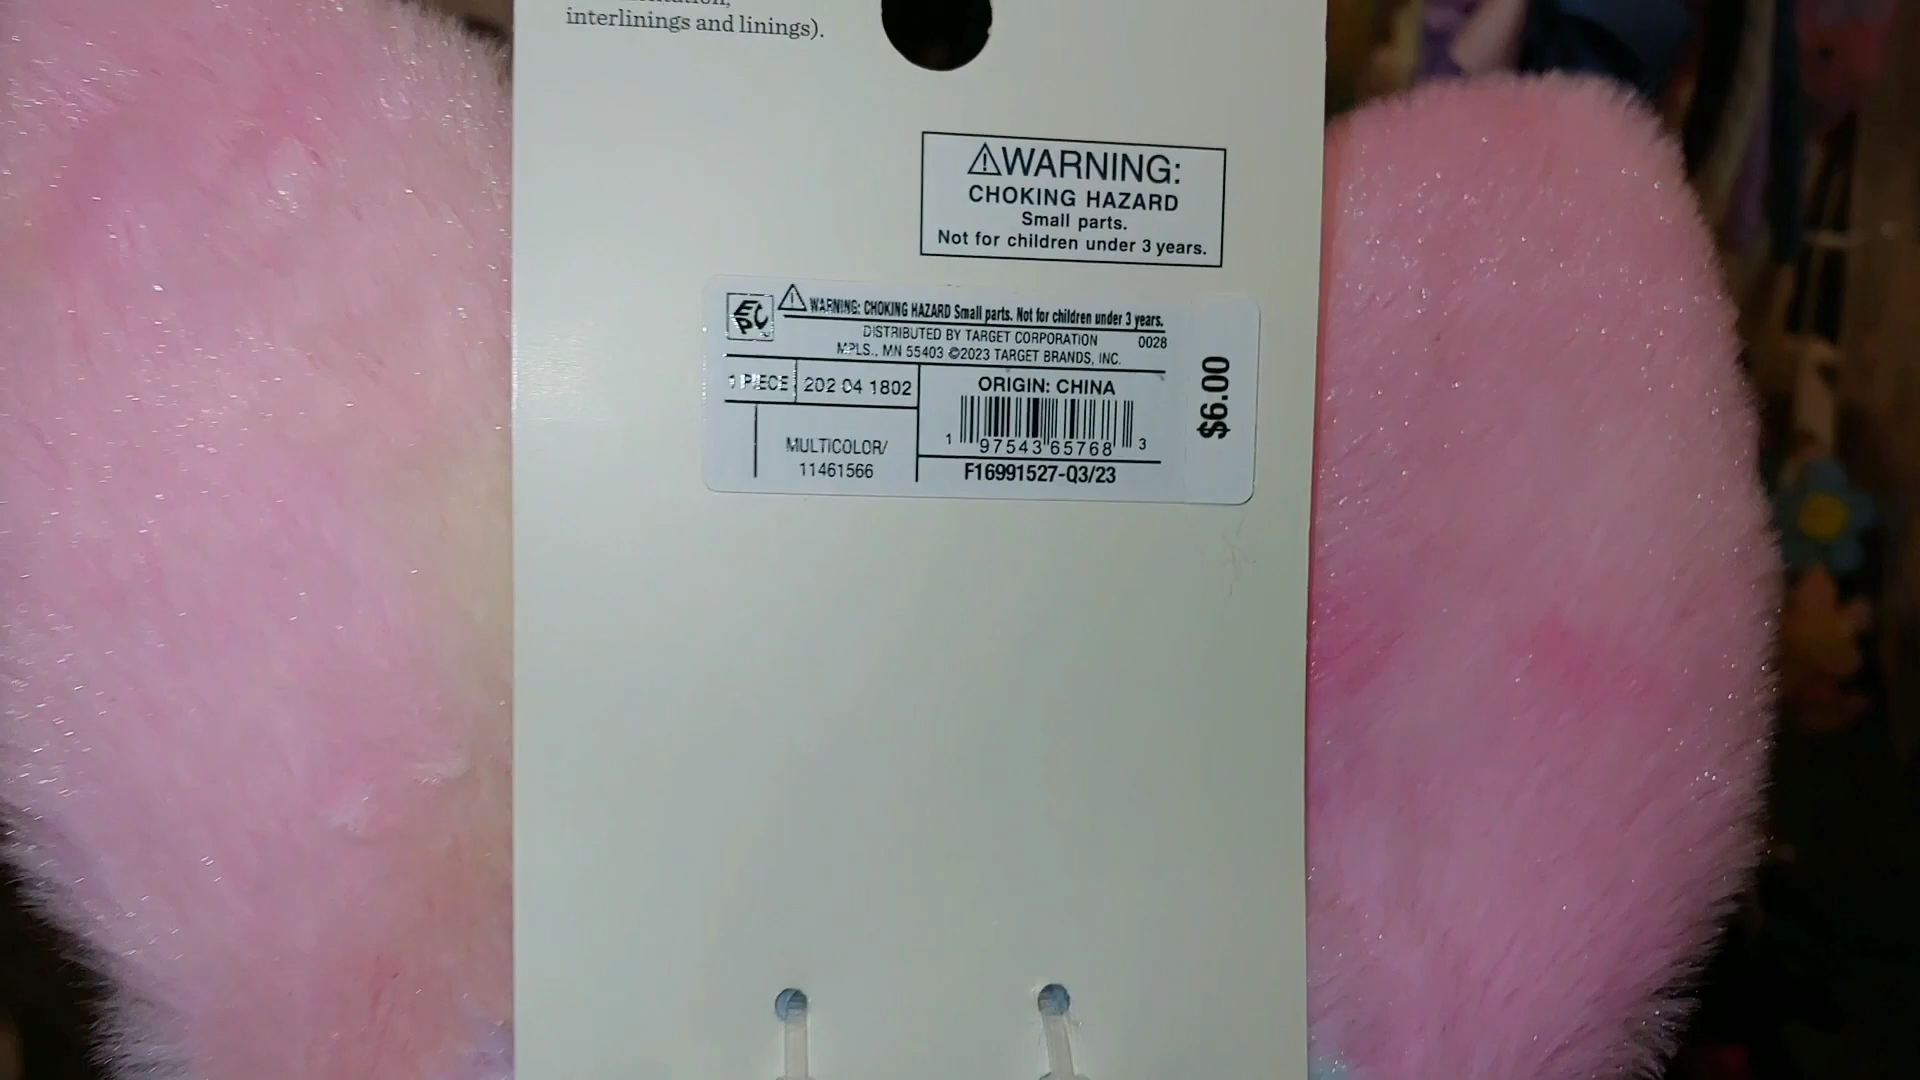 interlinings and linings).
⚠WARNING:
CHOKING HAZARD
Small parts.
Not for children under 3 years.
EPC
⚠ WARNING: CHOKING HAZARD Small parts. Not for children under 3 years.
DISTRIBUTED BY TARGET CORPORATION 0028
MPLS., MN 55403 ©2023 TARGET BRANDS, INC.
1 PIECE 202 04 1802
ORIGIN: CHINA
1 97543 65768 3
MULTICOLOR/
11461566
F16991527-Q3/23
$6.00